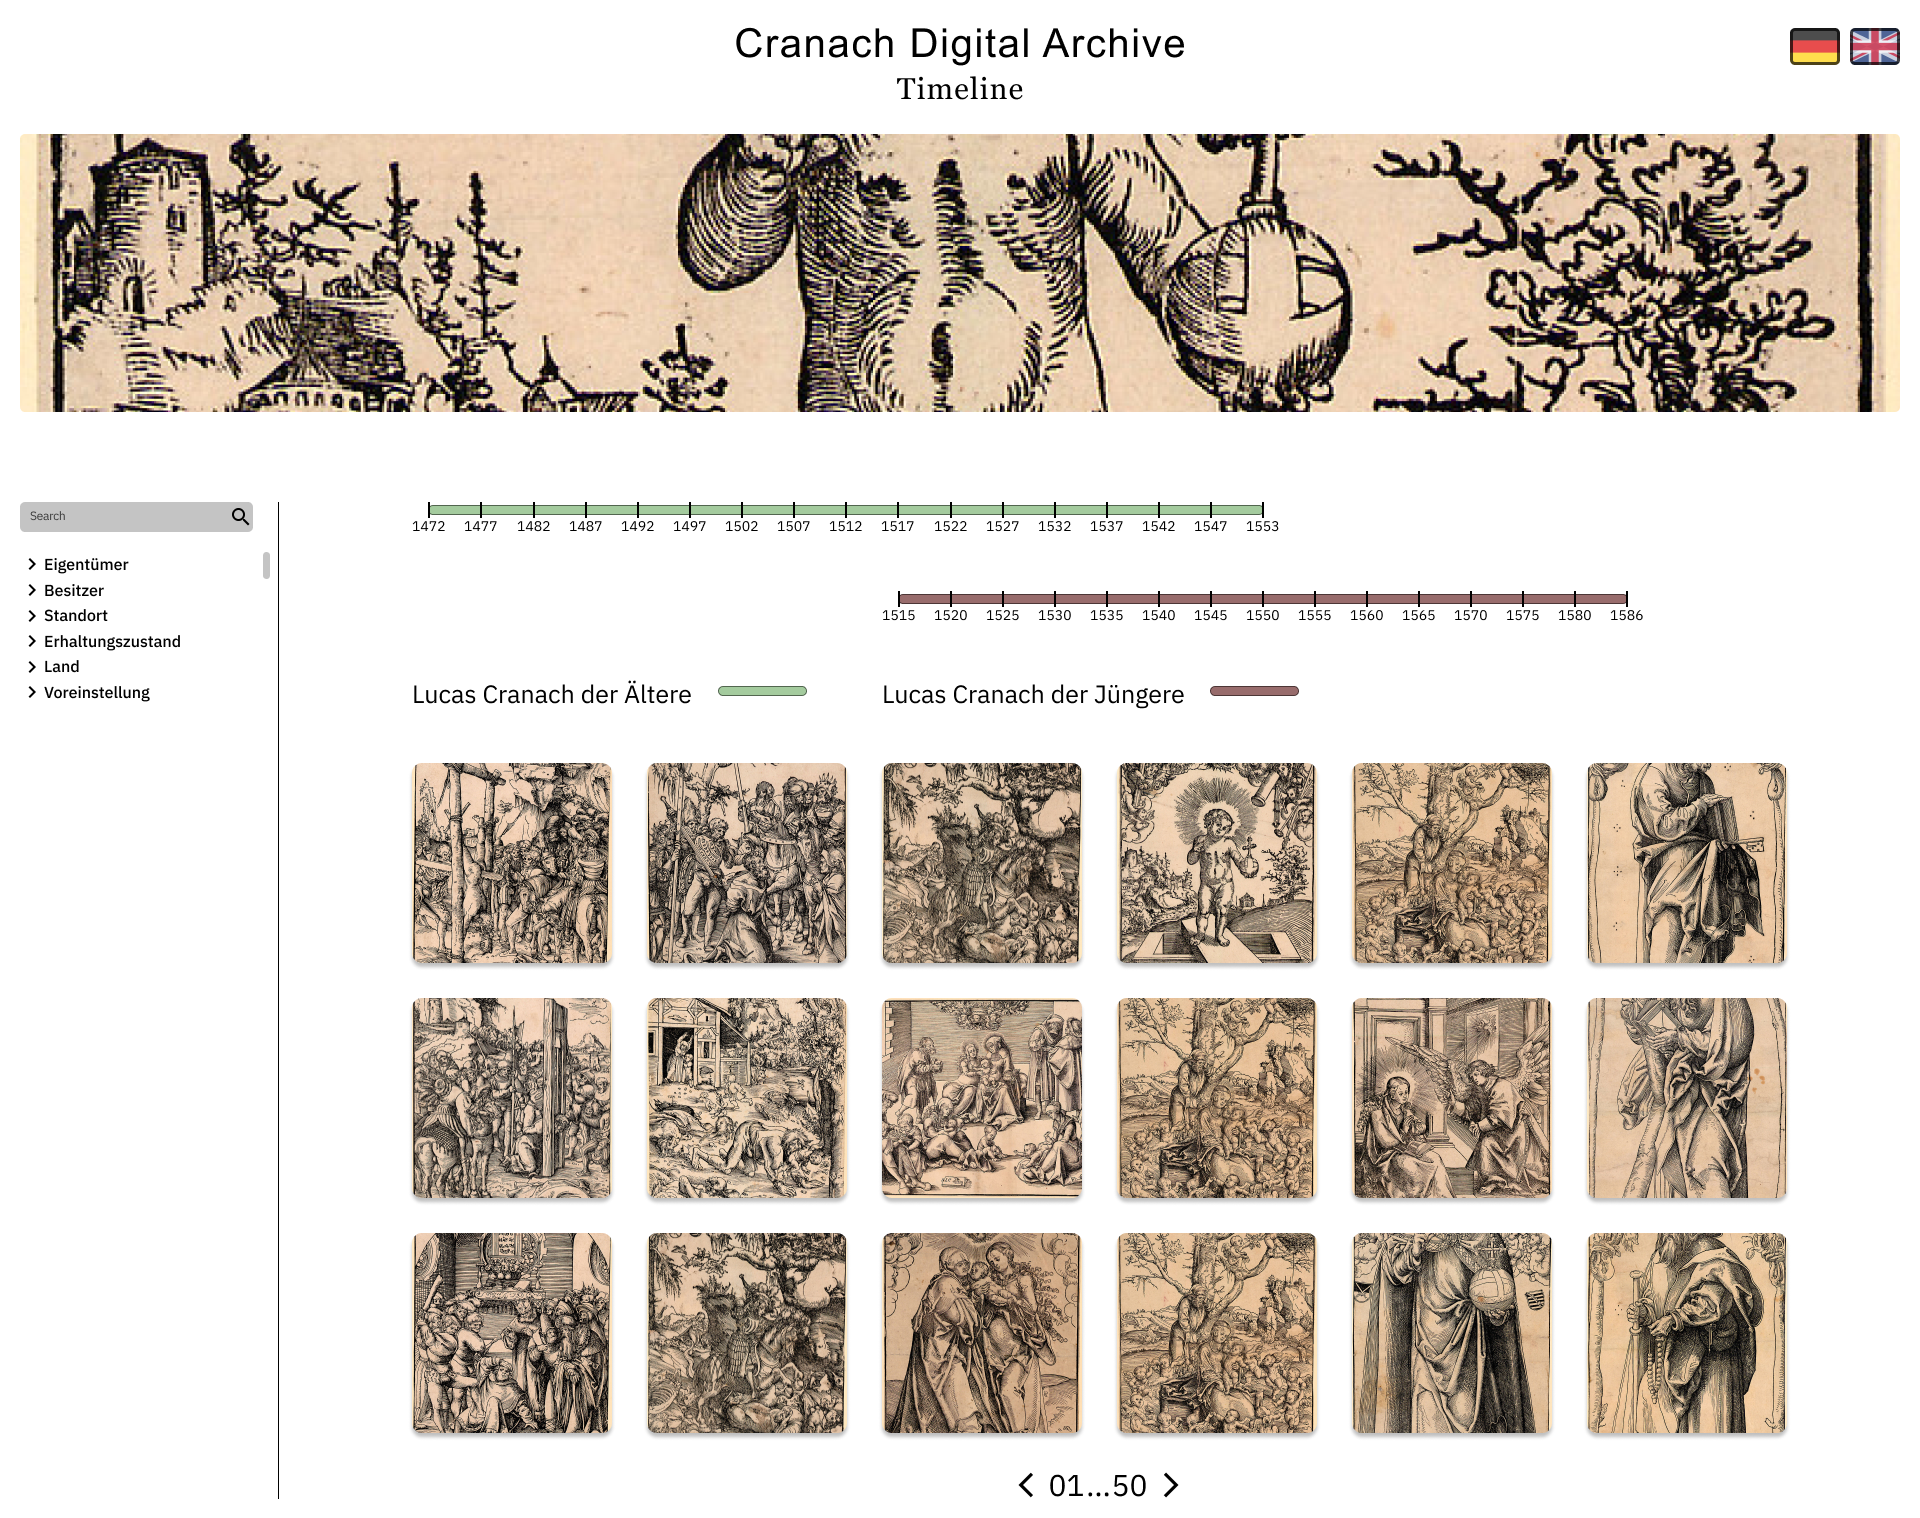 Cranach Digital Archive
Timeline
Search
Eigentümer
Besitzer
Standort
Erhaltungszustand
Land
Voreinstellung
1472 1477 1482 1487 1492 1497 1502 1507 1512 1517 1522 1527 1532 1537 1542 1547 1553
1515 1520 1525 1530 1535 1540 1545 1550 1555 1560 1565 1570 1575 1580 1586
Lucas Cranach der Ältere
Lucas Cranach der Jüngere
01...50